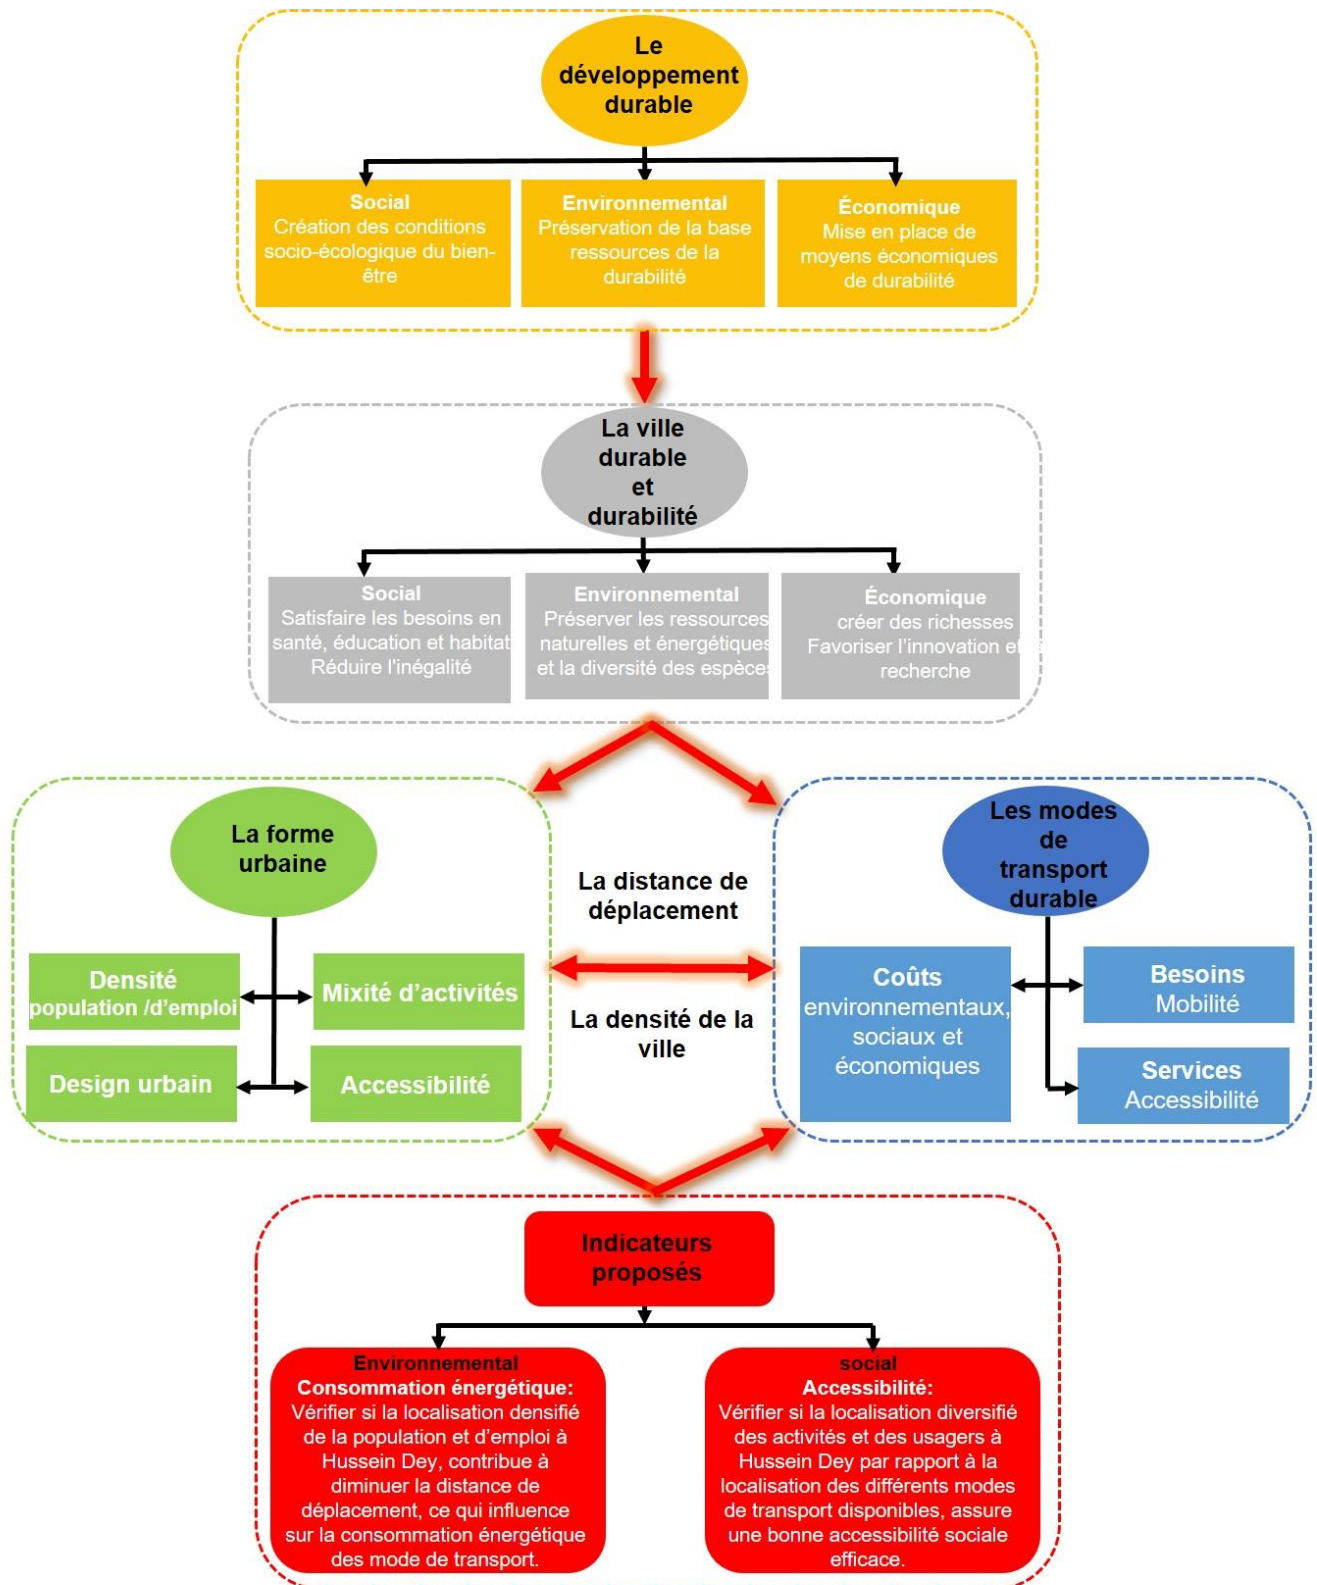 Le
développement
durable
Social
Création des conditions
socio-écologique du bien-
être
Environnemental
Préservation de la base
ressources de la
durabilité
Économique
Mise en place de
moyens économiques
de durabilité
La ville
durable
et
durabilité
Social
Satisfaire les besoins en
santé, éducation et habitat
Réduire l'inégalité
Environnemental
Préserver les ressources
naturelles et énergétiques
et la diversité des espèces
Économique
créer des richesses
Favoriser l'innovation et
recherche
La forme
urbaine
Densité
population /d'emploi
Mixité d'activités
Design urbain
Accessibilité
La distance de
déplacement
La densité de la
ville
Les modes
de
transport
durable
Coûts
environnementaux,
sociaux et
économiques
Besoins
Mobilité
Services
Accessibilité
Indicateurs
proposés
Environnemental
Consommation énergétique:
Vérifier si la localisation densifié
de la population et d'emploi à
Hussein Dey, contribue à
diminuer la distance de
déplacement, ce qui influence
sur la consommation énergétique
des mode de transport.
social
Accessibilité:
Vérifier si la localisation diversifié
des activités et des usagers à
Hussein Dey par rapport à la
localisation des différents modes
de transport disponibles, assure
une bonne accessibilité sociale
efficace.